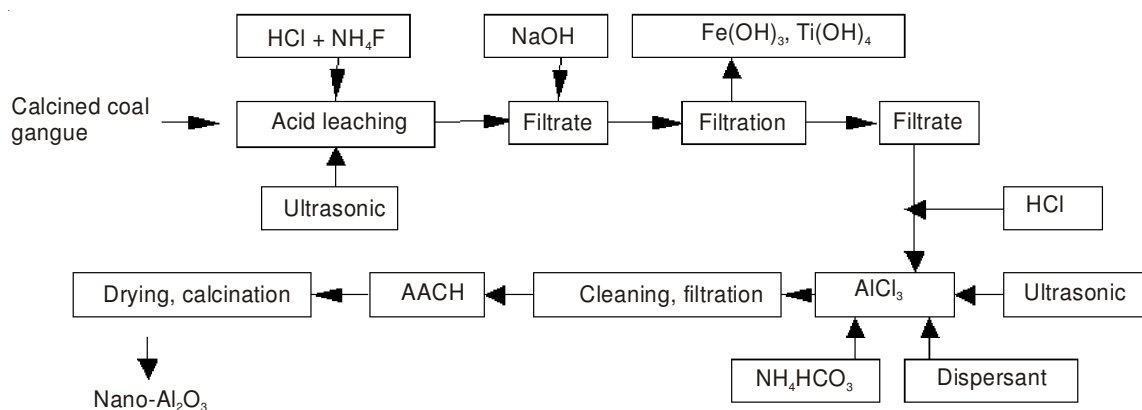 HCl + NH₄F
NaOH
Fe(OH)₃, Ti(OH)₄
Calcined coal
gangue
Acid leaching
Filtrate
Filtration
Filtrate
Ultrasonic
HCl
Drying, calcination
AACH
Cleaning, filtration
AlCl₃
Ultrasonic
NH₄HCO₃
Dispersant
Nano-Al₂O₃